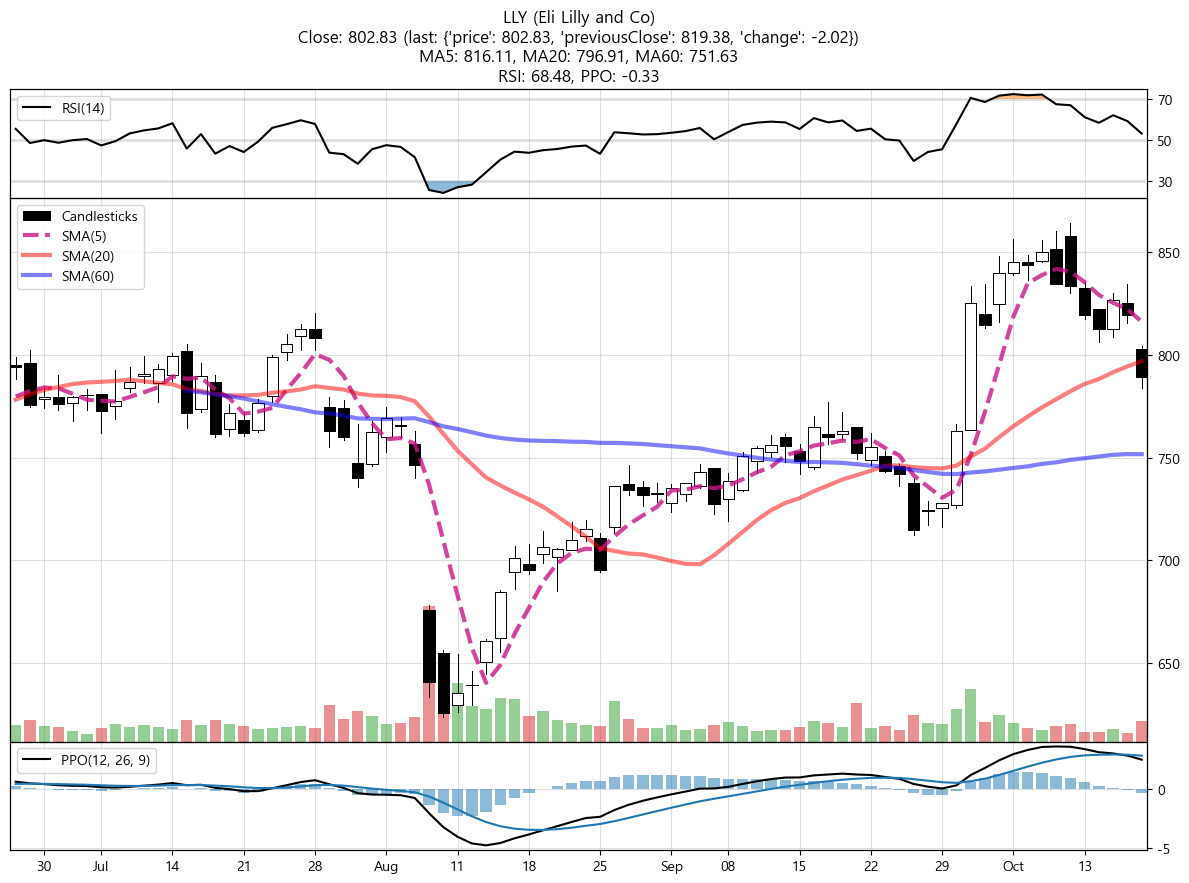 LLY (Eli Lilly and Co)
Close: 802.83 (last: {'price': 802.83, 'previousClose': 819.38, 'change': -2.02})
MA5: 816.11, MA20: 796.91, MA60: 751.63
RSI: 68.48, PPO: -0.33
RSI(14)
70
50
30
Candlesticks
SMA(5)
SMA(20)
SMA(60)
850
800
750
700
650
PPO(12, 26, 9)
0
-5
30 Jul 14 21 28 Aug 11 18 25 Sep 08 15 22 29 Oct 13